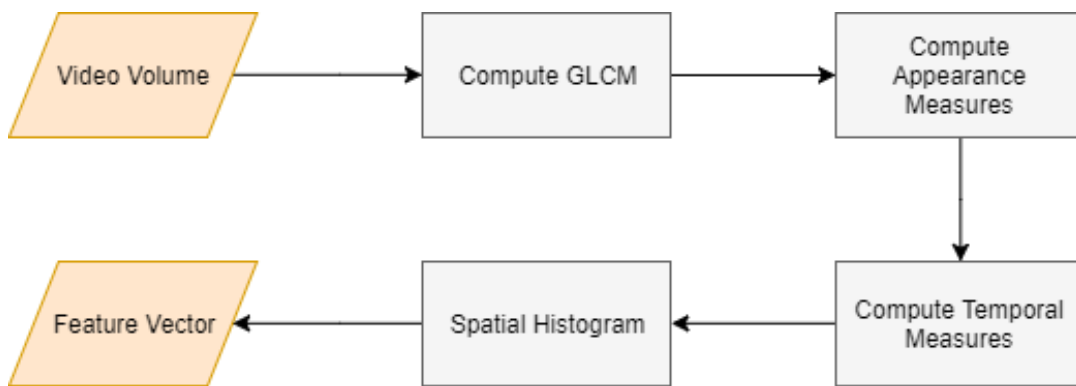 Video Volume
Compute GLCM
Compute
Appearance
Measures
Compute Temporal
Measures
Spatial Histogram
Feature Vector